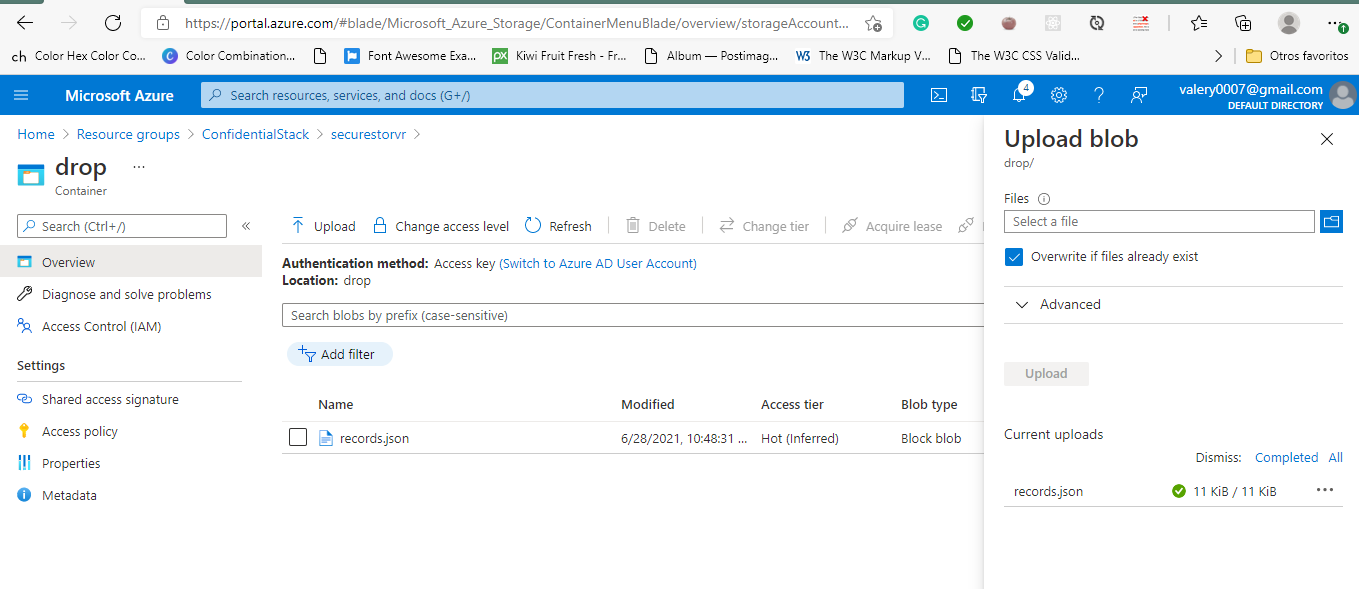 https://portal.azure.com/#blade/Microsoft_Azure_Storage/ContainerMenuBlade/overview/storageAccount...
ch Color Hex Color Co... C Color Combination... Font Awesome Exa... px Kiwi Fruit Fresh - Fr... Album — Postimag... W3 The W3C Markup V... The W3C CSS Valid... Otros favoritos
Microsoft Azure
Search resources, services, and docs (G+/)
4
valery0007@gmail.com
DEFAULT DIRECTORY
Home > Resource groups > ConfidentialStack > securestorvr >
drop ...
Container
Search (Ctrl+/) «
Overview
Diagnose and solve problems
Access Control (IAM)
Settings
Shared access signature
Access policy
Properties
Metadata
Upload Change access level Refresh Delete Change tier Acquire lease
Authentication method: Access key (Switch to Azure AD User Account)
Location: drop
Search blobs by prefix (case-sensitive)
Add filter
Name Modified Access tier Blob type
records.json 6/28/2021, 10:48:31 ... Hot (Inferred) Block blob
Upload blob
drop/
Files
Select a file
Overwrite if files already exist
Advanced
Upload
Current uploads
Dismiss: Completed All
records.json 11 KiB / 11 KiB ...